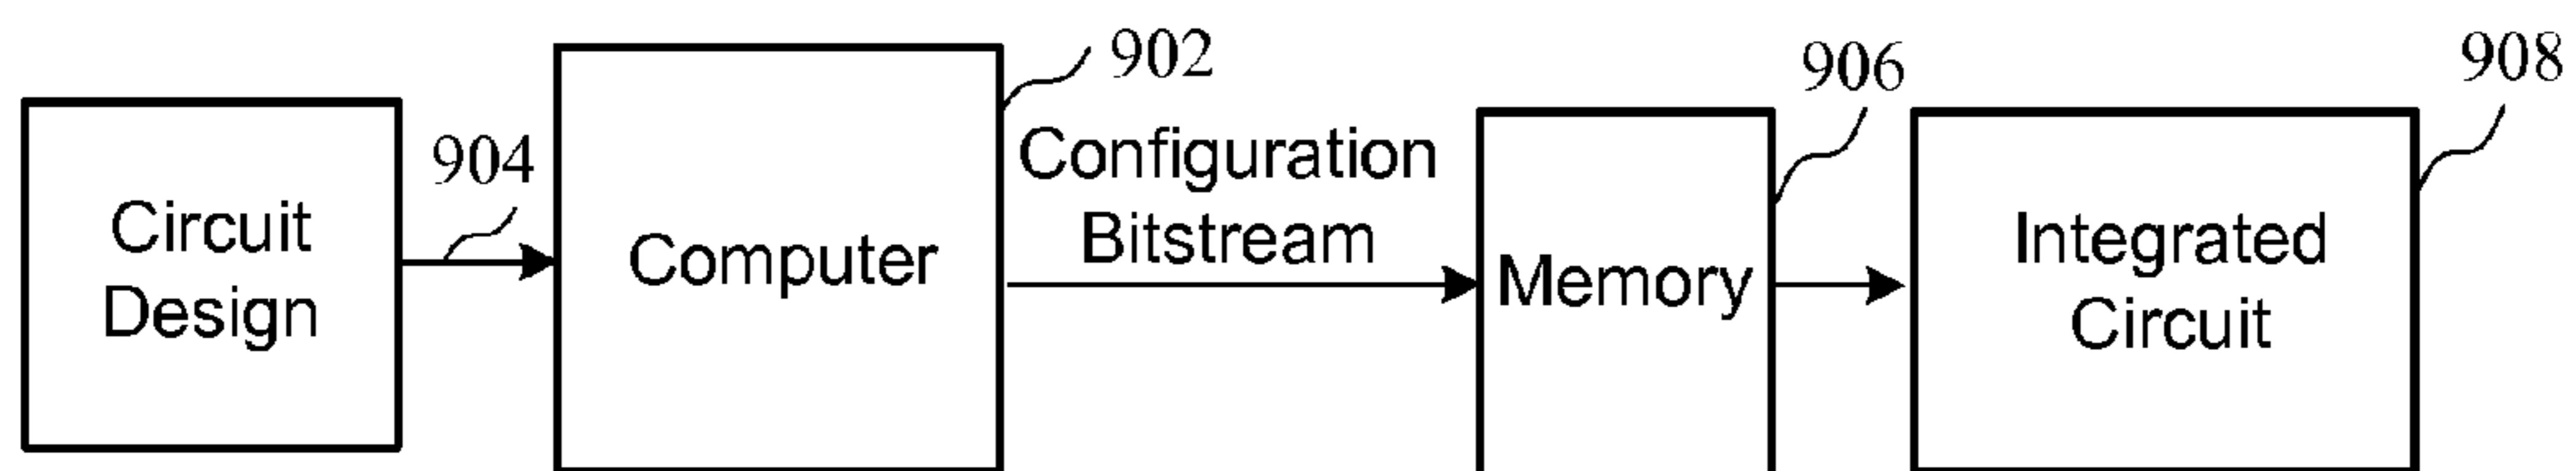 Circuit
Design
904
Computer
902
Configuration
Bitstream
Memory
906
Integrated
Circuit
908